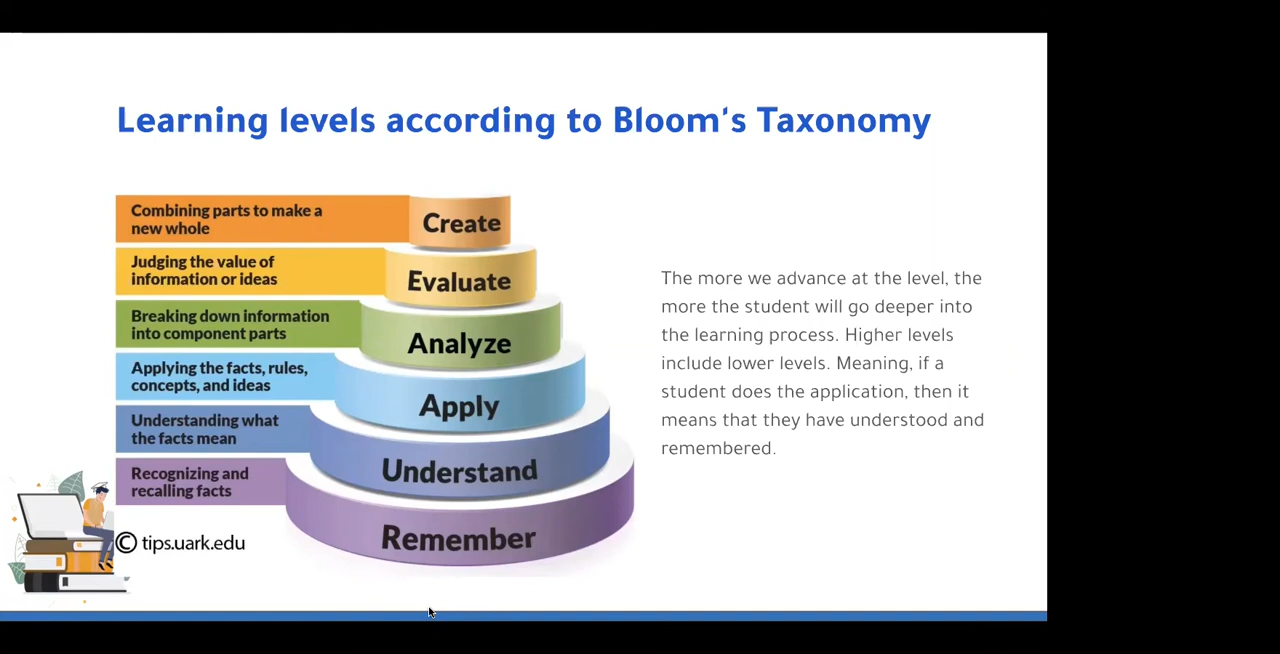 Learning levels according to Bloom's Taxonomy
Combining parts to make a
new whole
Create
Judging the value of
information or ideas
Evaluate
Breaking down information
into component parts
Analyze
Applying the facts, rules,
concepts, and ideas
Apply
Understanding what
the facts mean
Understand
Recognizing and
recalling facts
Remember
© tips.uark.edu
The more we advance at the level, the
more the student will go deeper into
the learning process. Higher levels
include lower levels. Meaning, if a
student does the application, then it
means that they have understood and
remembered.